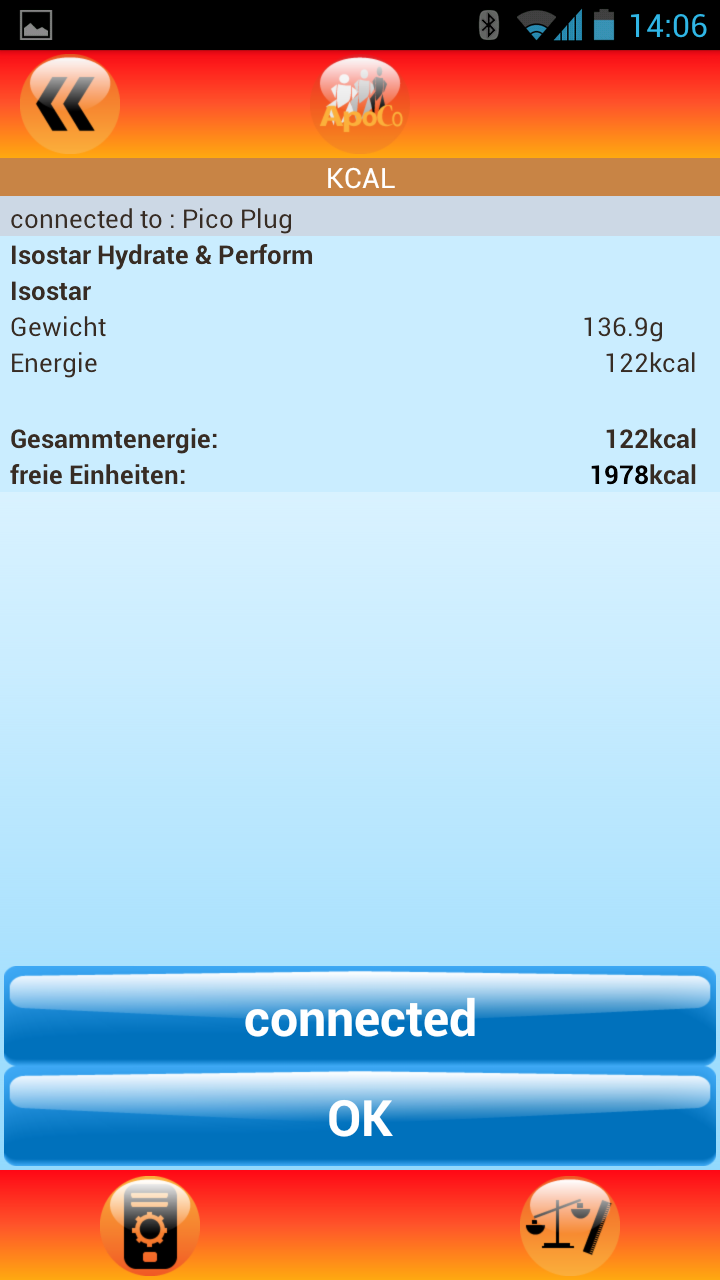 14:06
ApoCo
KCAL
connected to : Pico Plug
Isostar Hydrate & Perform
Isostar
Gewicht 136.9g
Energie 122kcal
Gesammtenergie: 122kcal
freie Einheiten: 1978kcal
connected
OK